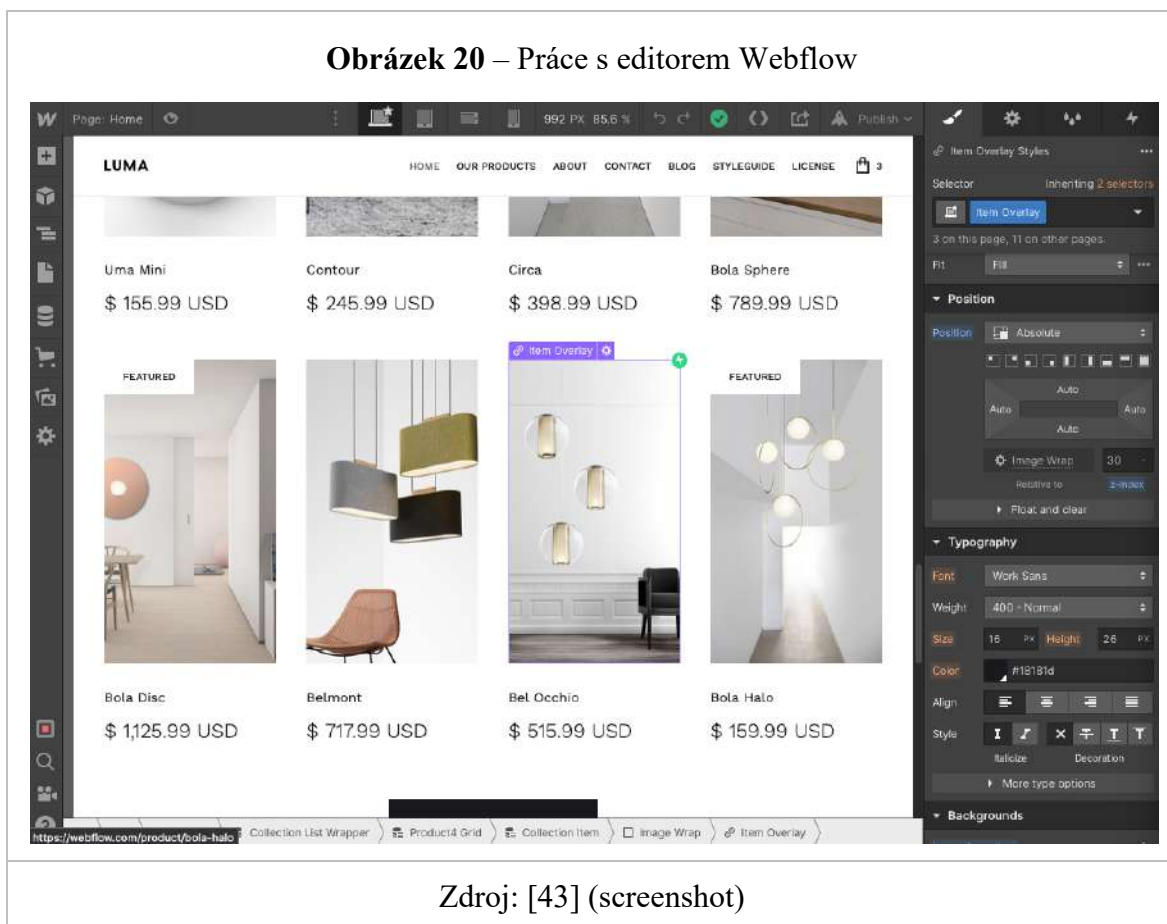 Obrázek 20 – Práce s editorem Webflow
Page: Home 992 PX 85.6 % Publish
LUMA HOME OUR PRODUCTS ABOUT CONTACT BLOG STYLEGUIDE LICENSE 3
Uma Mini Contour Circa Bola Sphere
$ 155.99 USD $ 245.99 USD $ 398.99 USD $ 789.99 USD
Item Overlay
FEATURED FEATURED
Bola Disc Belmont Bel Occhio Bola Halo
$ 1,125.99 USD $ 717.99 USD $ 515.99 USD $ 159.99 USD
https://webflow.com/product/bola-halo Collection List Wrapper Product4 Grid Collection Item Image Wrap Item Overlay
Item Overlay Styles
Selector Inheriting 2 selectors
Item Overlay
3 on this page, 11 on other pages.
Fit Fill
Position
Position Absolute
Auto
Auto Auto
Auto
Image Wrap 30
Relative to z-index
Float and clear
Typography
Font Work Sans
Weight 400 - Normal
Size 16 PX Height 26 PX
Color #18181d
Align
Style
Italicize Decoration
More type options
Backgrounds
Zdroj: [43] (screenshot)